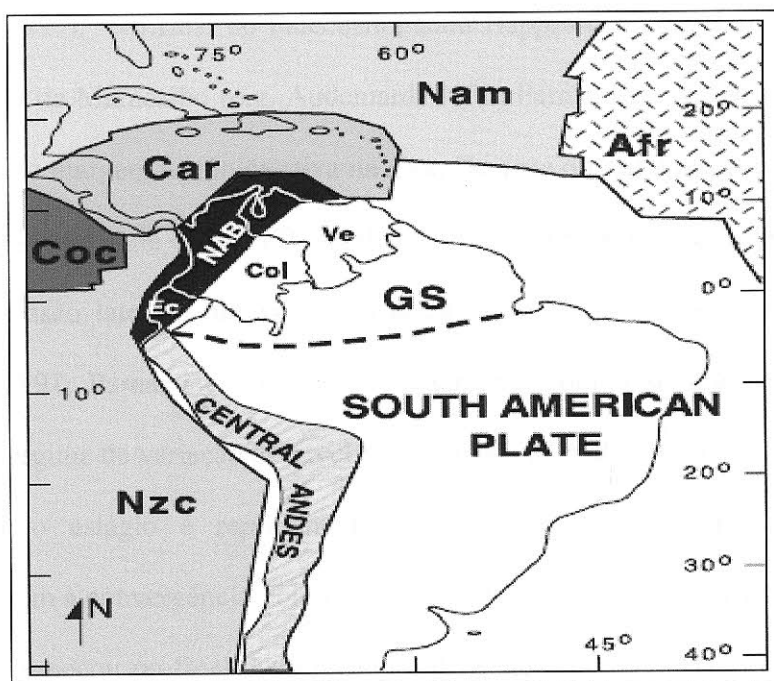 75° 60°
Nam
20°
Afr
Car
10°
NAB
Ve
Coc
Col
Ec
GS
0°
10°
SOUTH AMERICAN
PLATE
CENTRAL
ANDES
20°
Nzc
30°
N
45°
40°